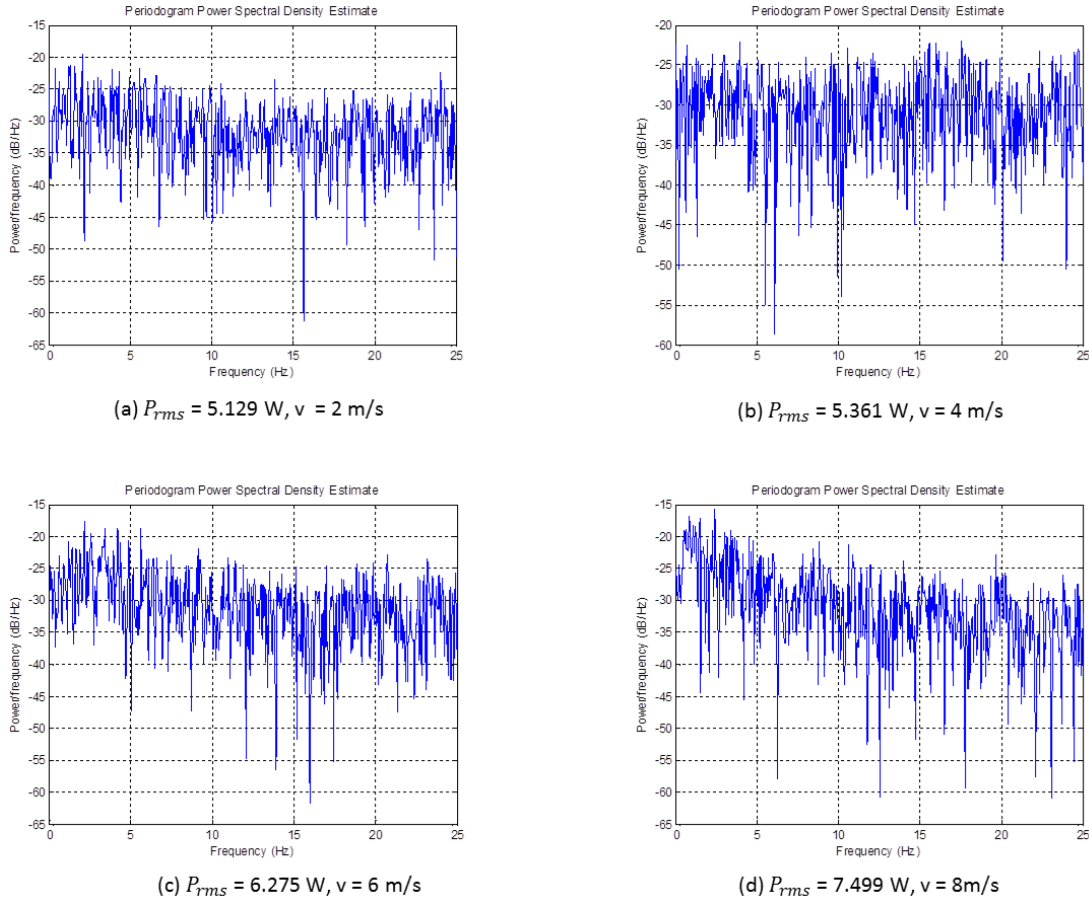 Periodogram Power Spectral Density Estimate
Power/frequency (dB/Hz)
-15
-20
-25
-30
-35
-40
-45
-50
-55
-60
-65
0 5 10 15 20 25
Frequency (Hz)
(a) P_rms = 5.129 W, v = 2 m/s
Periodogram Power Spectral Density Estimate
Power/frequency (dB/Hz)
-20
-25
-30
-35
-40
-45
-50
-55
-60
0 5 10 15 20 25
Frequency (Hz)
(b) P_rms = 5.361 W, v = 4 m/s
Periodogram Power Spectral Density Estimate
Power/frequency (dB/Hz)
-15
-20
-25
-30
-35
-40
-45
-50
-55
-60
-65
0 5 10 15 20 25
Frequency (Hz)
(c) P_rms = 6.275 W, v = 6 m/s
Periodogram Power Spectral Density Estimate
Power/frequency (dB/Hz)
-15
-20
-25
-30
-35
-40
-45
-50
-55
-60
-65
0 5 10 15 20 25
Frequency (Hz)
(d) P_rms = 7.499 W, v = 8m/s